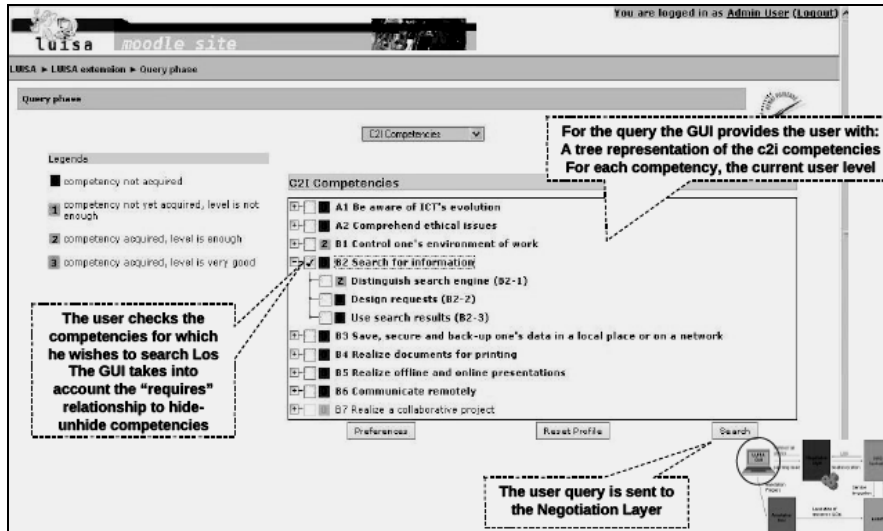 You are logged in as Admin User (Logout)
luisa moodle site
LUISA ► LUISA extension ► Query phase
Query phase
C2I Competencies
For the query the GUI provides the user with:
A tree representation of the c2i competencies
For each competency, the current user level
Legenda
competency not acquired
1 competency not yet acquired, level is not
enough
2 competency acquired, level is enough
3 competency acquired, level is very good
C2I Competencies
A1 Be aware of ICT's evolution
A2 Comprehend ethical issues
2 B1 Control one's environment of work
B2 Search for information
2 Distinguish search engine (B2-1)
Design requests (B2-2)
Use search results (B2-3)
B3 Save, secure and back-up one's data in a local place or on a network
B4 Realize documents for printing
B5 Realize offline and online presentations
B6 Communicate remotely
B7 Realize a collaborative project
The user checks the
competencies for which
he wishes to search Los
The GUI takes into
account the “requires”
relationship to hide-
unhide competencies
Preferences
Reset Profile
Search
The user query is sent to
the Negotiation Layer